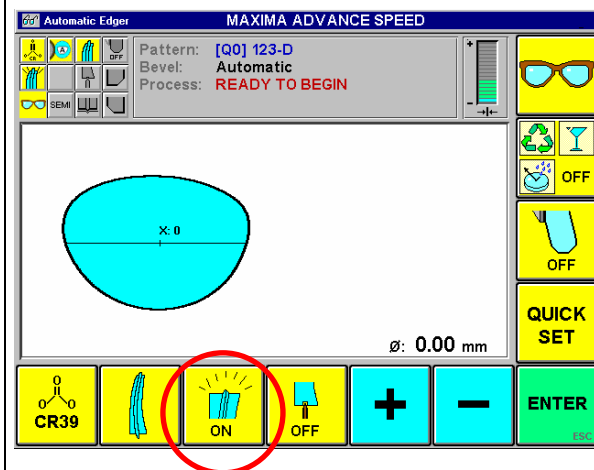 Automatic Edger
MAXIMA ADVANCE SPEED
CR
A
OFF
SEMI
Pattern: [Q0] 123-D
Bevel: Automatic
Process: READY TO BEGIN
+
-
OFF
X: 0
OFF
QUICK
SET
ø: 0.00 mm
CR39
ON
OFF
+
-
ENTER
ESC